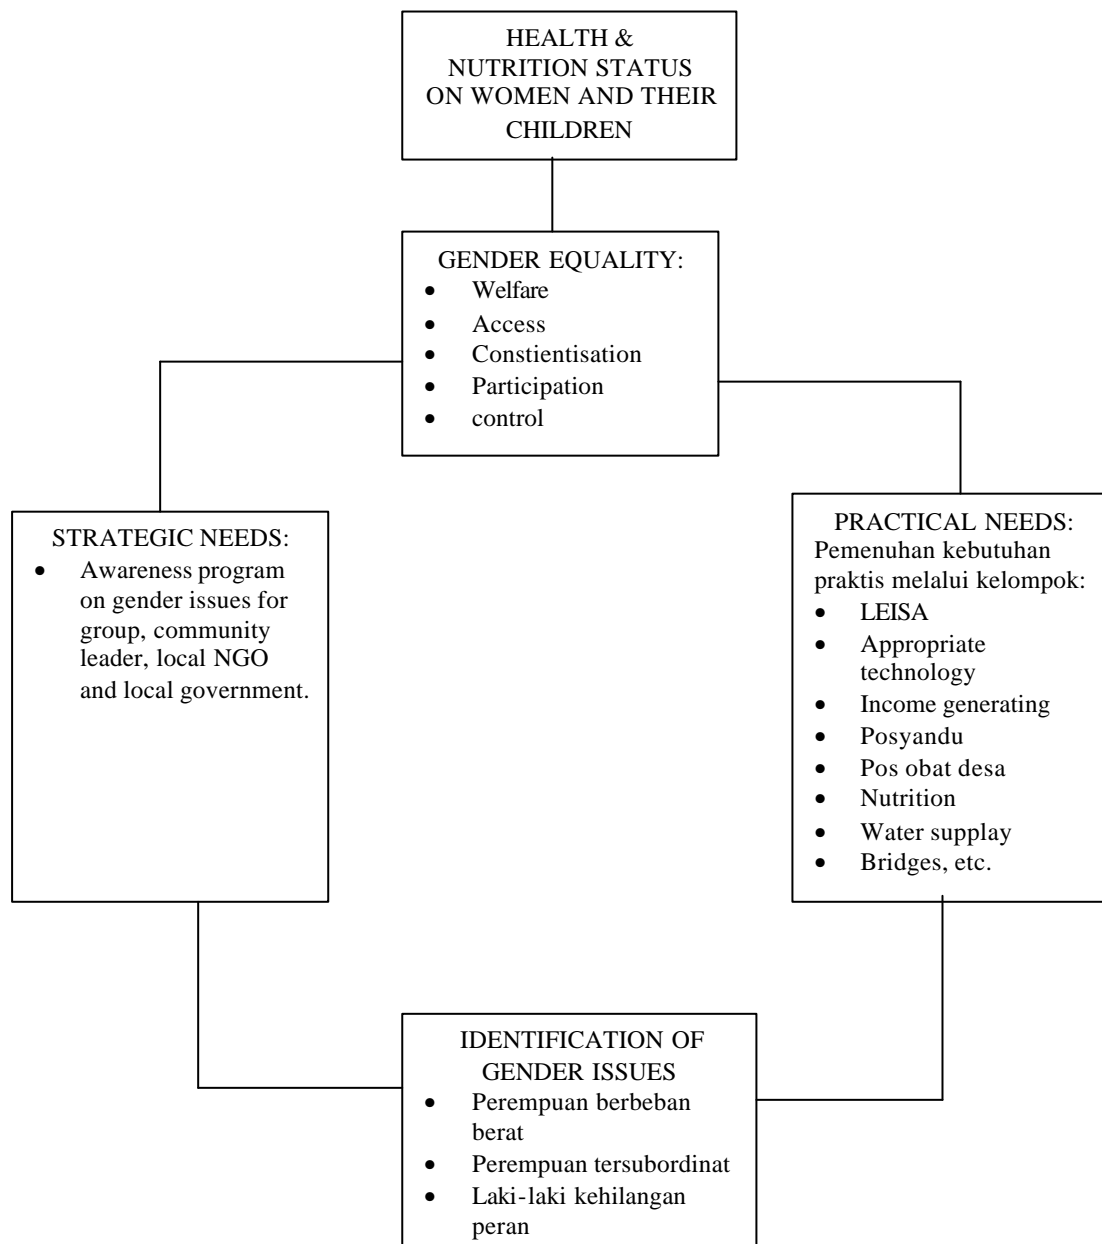 HEALTH &
NUTRITION STATUS
ON WOMEN AND THEIR
CHILDREN
GENDER EQUALITY:
• Welfare
• Access
• Constientisation
• Participation
• control
STRATEGIC NEEDS:
• Awareness program
on gender issues for
group, community
leader, local NGO
and local government.
PRACTICAL NEEDS:
Pemenuhan kebutuhan
praktis melalui kelompok:
• LEISA
• Appropriate
technology
• Income generating
• Posyandu
• Pos obat desa
• Nutrition
• Water supplay
• Bridges, etc.
IDENTIFICATION OF
GENDER ISSUES
• Perempuan berbeban
berat
• Perempuan tersubordinat
• Laki-laki kehilangan
peran